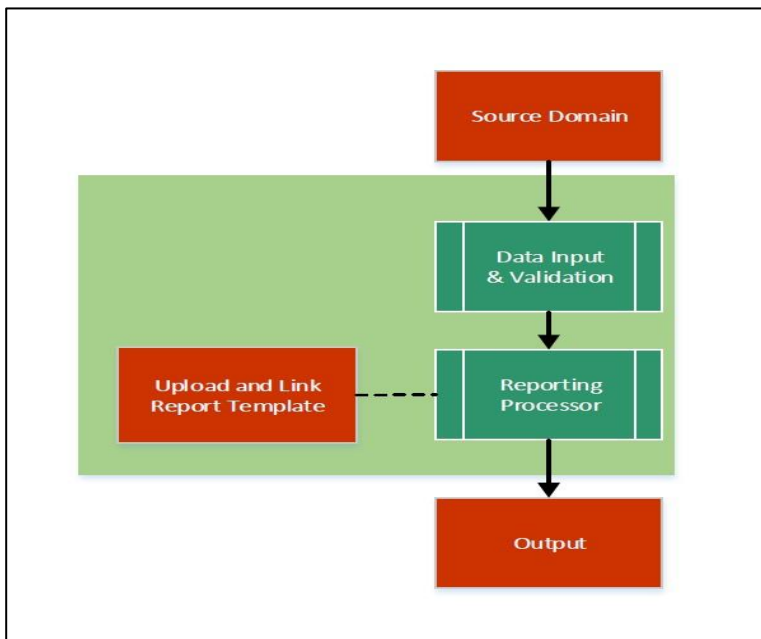 Source Domain
Data Input
& Validation
Upload and Link
Report Template
Reporting
Processor
Output